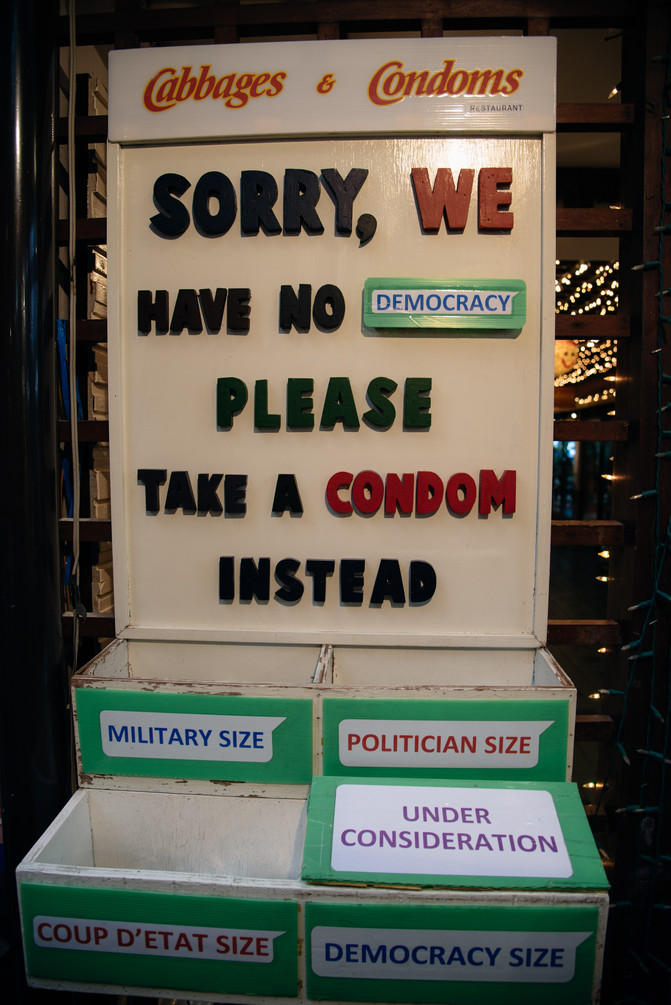 Cabbages & Condoms
RESTAURANT
SORRY, WE
HAVE NO DEMOCRACY
PLEASE
TAKE A CONDOM
INSTEAD
MILITARY SIZE
POLITICIAN SIZE
UNDER
CONSIDERATION
COUP D'ETAT SIZE
DEMOCRACY SIZE